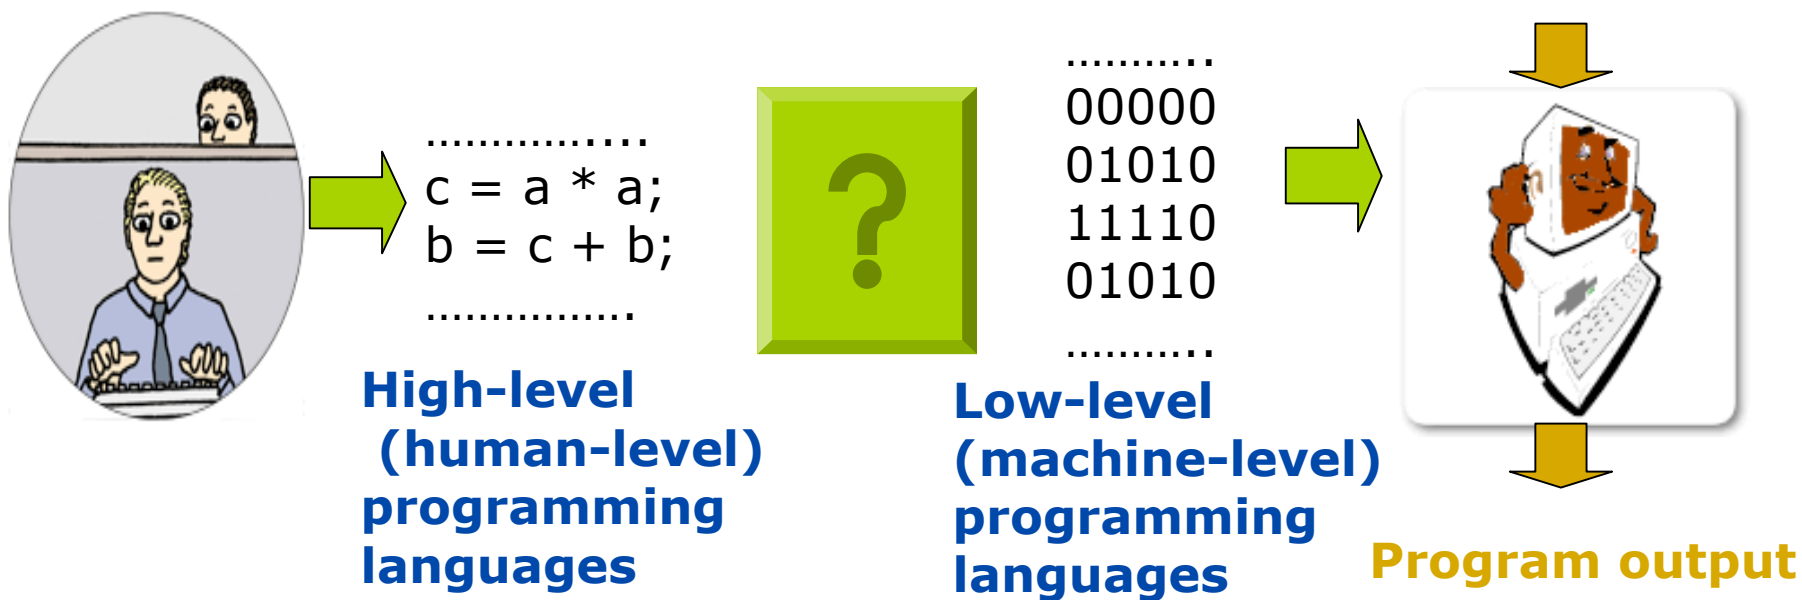 ................
c = a * a;
b = c + b;
................
High-level
(human-level)
programming
languages
?
...........
00000
01010
11110
01010
...........
Low-level
(machine-level)
programming
languages
Program output